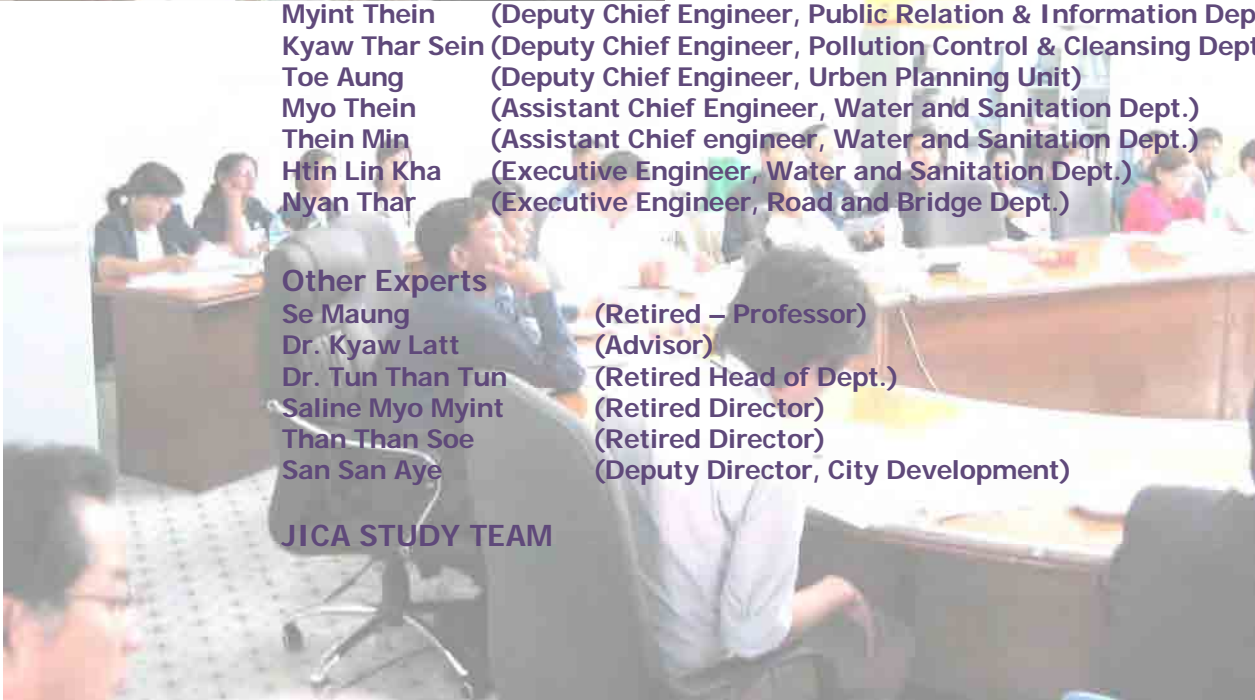 Myint Thein (Deputy Chief Engineer, Public Relation & Information Dep
Kyaw Thar Sein (Deputy Chief Engineer, Pollution Control & Cleansing Dept
Toe Aung (Deputy Chief Engineer, Urben Planning Unit)
Myo Thein (Assistant Chief Engineer, Water and Sanitation Dept.)
Thein Min (Assistant Chief engineer, Water and Sanitation Dept.)
Htin Lin Kha (Executive Engineer, Water and Sanitation Dept.)
Nyan Thar (Executive Engineer, Road and Bridge Dept.)
Other Experts
Se Maung (Retired – Professor)
Dr. Kyaw Latt (Advisor)
Dr. Tun Than Tun (Retired Head of Dept.)
Saline Myo Myint (Retired Director)
Than Than Soe (Retired Director)
San San Aye (Deputy Director, City Development)
JICA STUDY TEAM